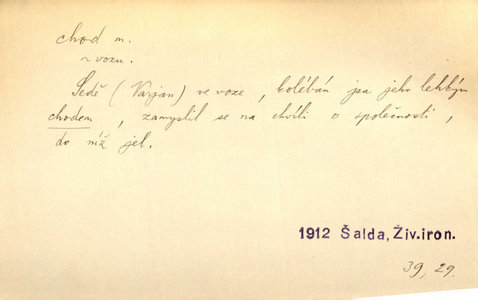 chod m.
~ vozu.
Sedě (Varjan) ve voze, kolébán jsa jeho lehkým
chodem, zamyslil se na chvíli o společnosti,
do níž jel.
1912 Šalda, Živ.iron.
39, 29.